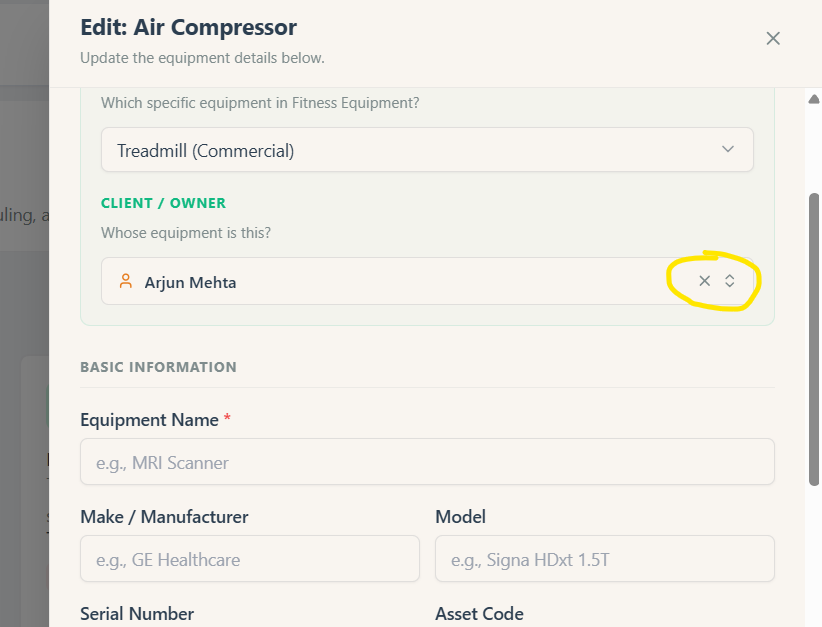 Edit: Air Compressor
Update the equipment details below.
Which specific equipment in Fitness Equipment?
Treadmill (Commercial)
CLIENT / OWNER
Whose equipment is this?
Arjun Mehta
BASIC INFORMATION
Equipment Name *
e.g., MRI Scanner
Make / Manufacturer
Model
e.g., GE Healthcare
e.g., Signa HDxt 1.5T
Serial Number
Asset Code